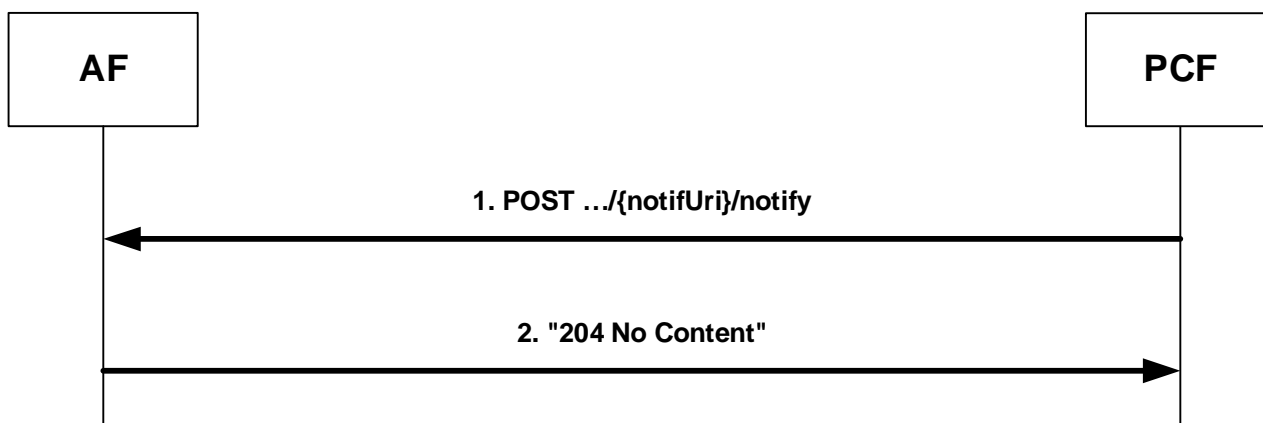 AF
PCF
1. POST …/{notifUri}/notify
2. "204 No Content"